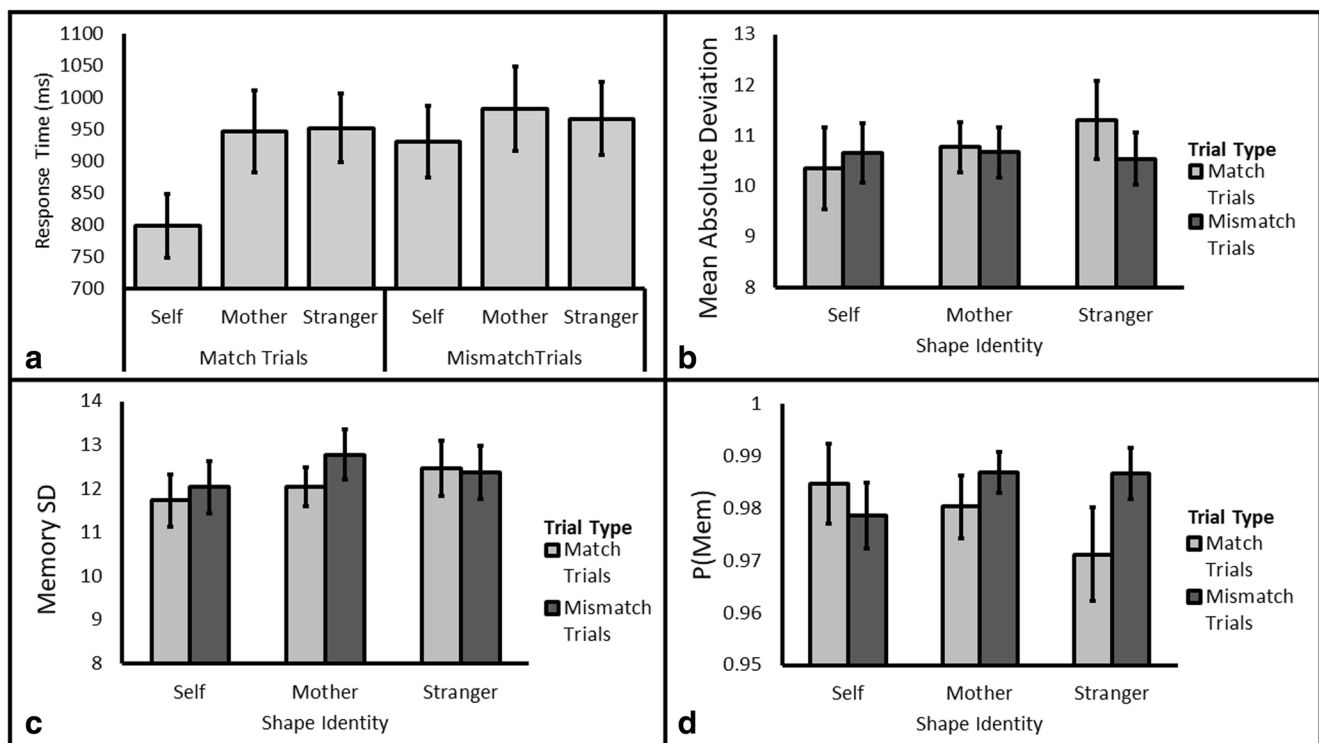 1100
1050
1000
950
900
850
800
750
700
Response Time (ms)
Self Mother Stranger Self Mother Stranger
Match Trials MismatchTrials
a
13
12
11
10
9
8
Mean Absolute Deviation
Self Mother Stranger
Shape Identity
Trial Type
Match
Trials
Mismatch
Trials
b
14
13
12
11
10
9
8
Memory SD
Self Mother Stranger
Shape Identity
Trial Type
Match
Trials
Mismatch
Trials
c
1
0.99
0.98
0.97
0.96
0.95
P(Mem)
Self Mother Stranger
Shape Identity
Trial Type
Match
Trials
Mismatch
Trials
d